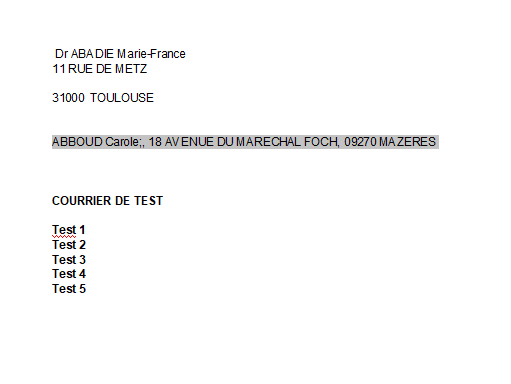 Dr ABADIE Marie-France
11 RUE DE METZ
31000 TOULOUSE
ABBOUD Carole;, 18 AVENUE DU MARECHAL FOCH, 09270 MAZERES
COURRIER DE TEST
Test 1
Test 2
Test 3
Test 4
Test 5